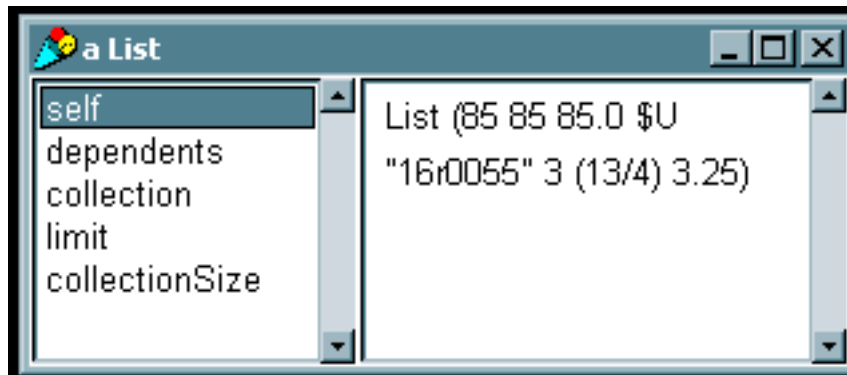 a List
self
dependents
collection
limit
collectionSize
List (85 85 85.0 $U
"16r0055" 3 (13/4) 3.25)